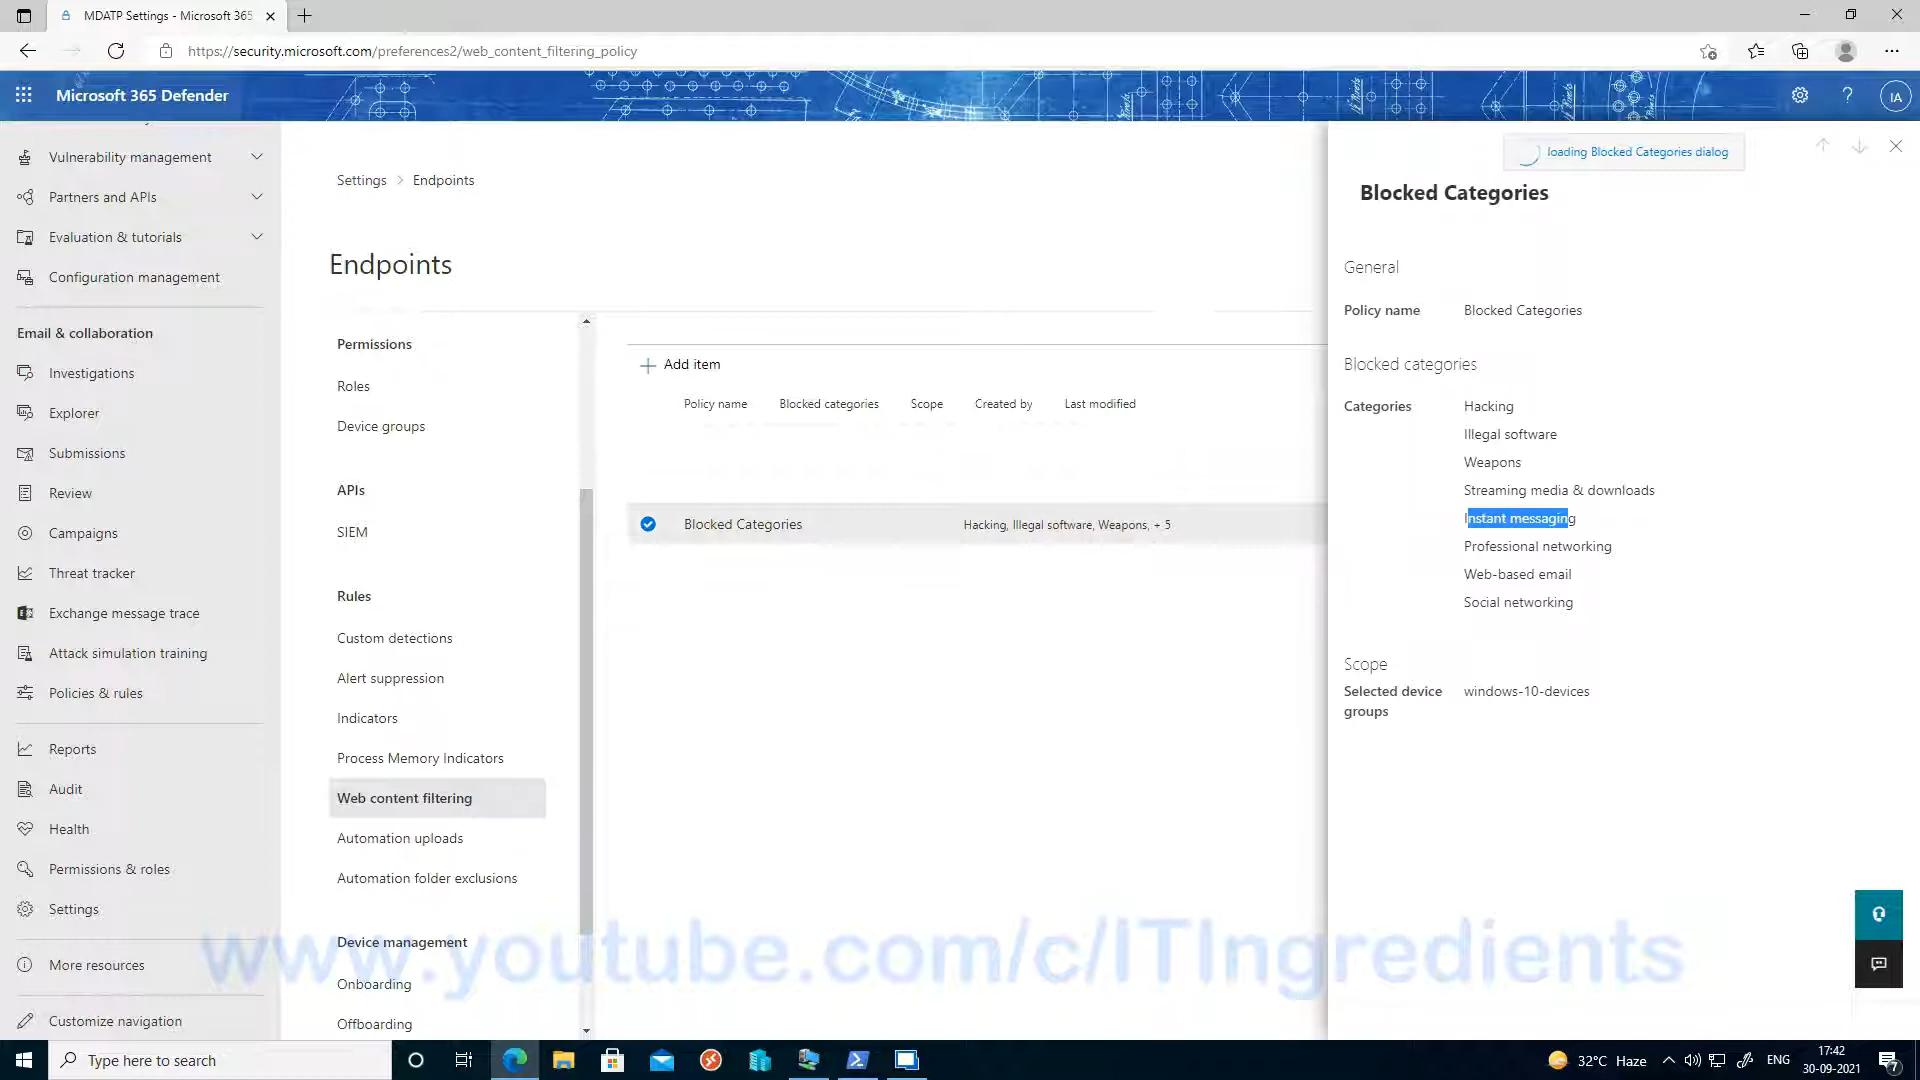 MDATP Settings - Microsoft 365
https://security.microsoft.com/preferences2/web_content_filtering_policy
Microsoft 365 Defender
?
IA
Vulnerability management
Partners and APIs
Evaluation & tutorials
Configuration management
Email & collaboration
Investigations
Explorer
Submissions
Review
Campaigns
Threat tracker
Exchange message trace
Attack simulation training
Policies & rules
Reports
Audit
Health
Permissions & roles
Settings
More resources
Customize navigation
Settings > Endpoints
Endpoints
Permissions
Roles
Device groups
APIs
SIEM
Rules
Custom detections
Alert suppression
Indicators
Process Memory Indicators
Web content filtering
Automation uploads
Automation folder exclusions
Device management
Onboarding
Offboarding
Add item
Policy name Blocked categories Scope Created by Last modified
Blocked Categories Hacking, Illegal software, Weapons, + 5
loading Blocked Categories dialog
Blocked Categories
General
Policy name Blocked Categories
Blocked categories
Categories Hacking
Illegal software
Weapons
Streaming media & downloads
Instant messaging
Professional networking
Web-based email
Social networking
Scope
Selected device groups windows-10-devices
www.youtube.com/c/ITIngredients
Type here to search
32°C Haze
ENG
17:42
30-09-2021
7